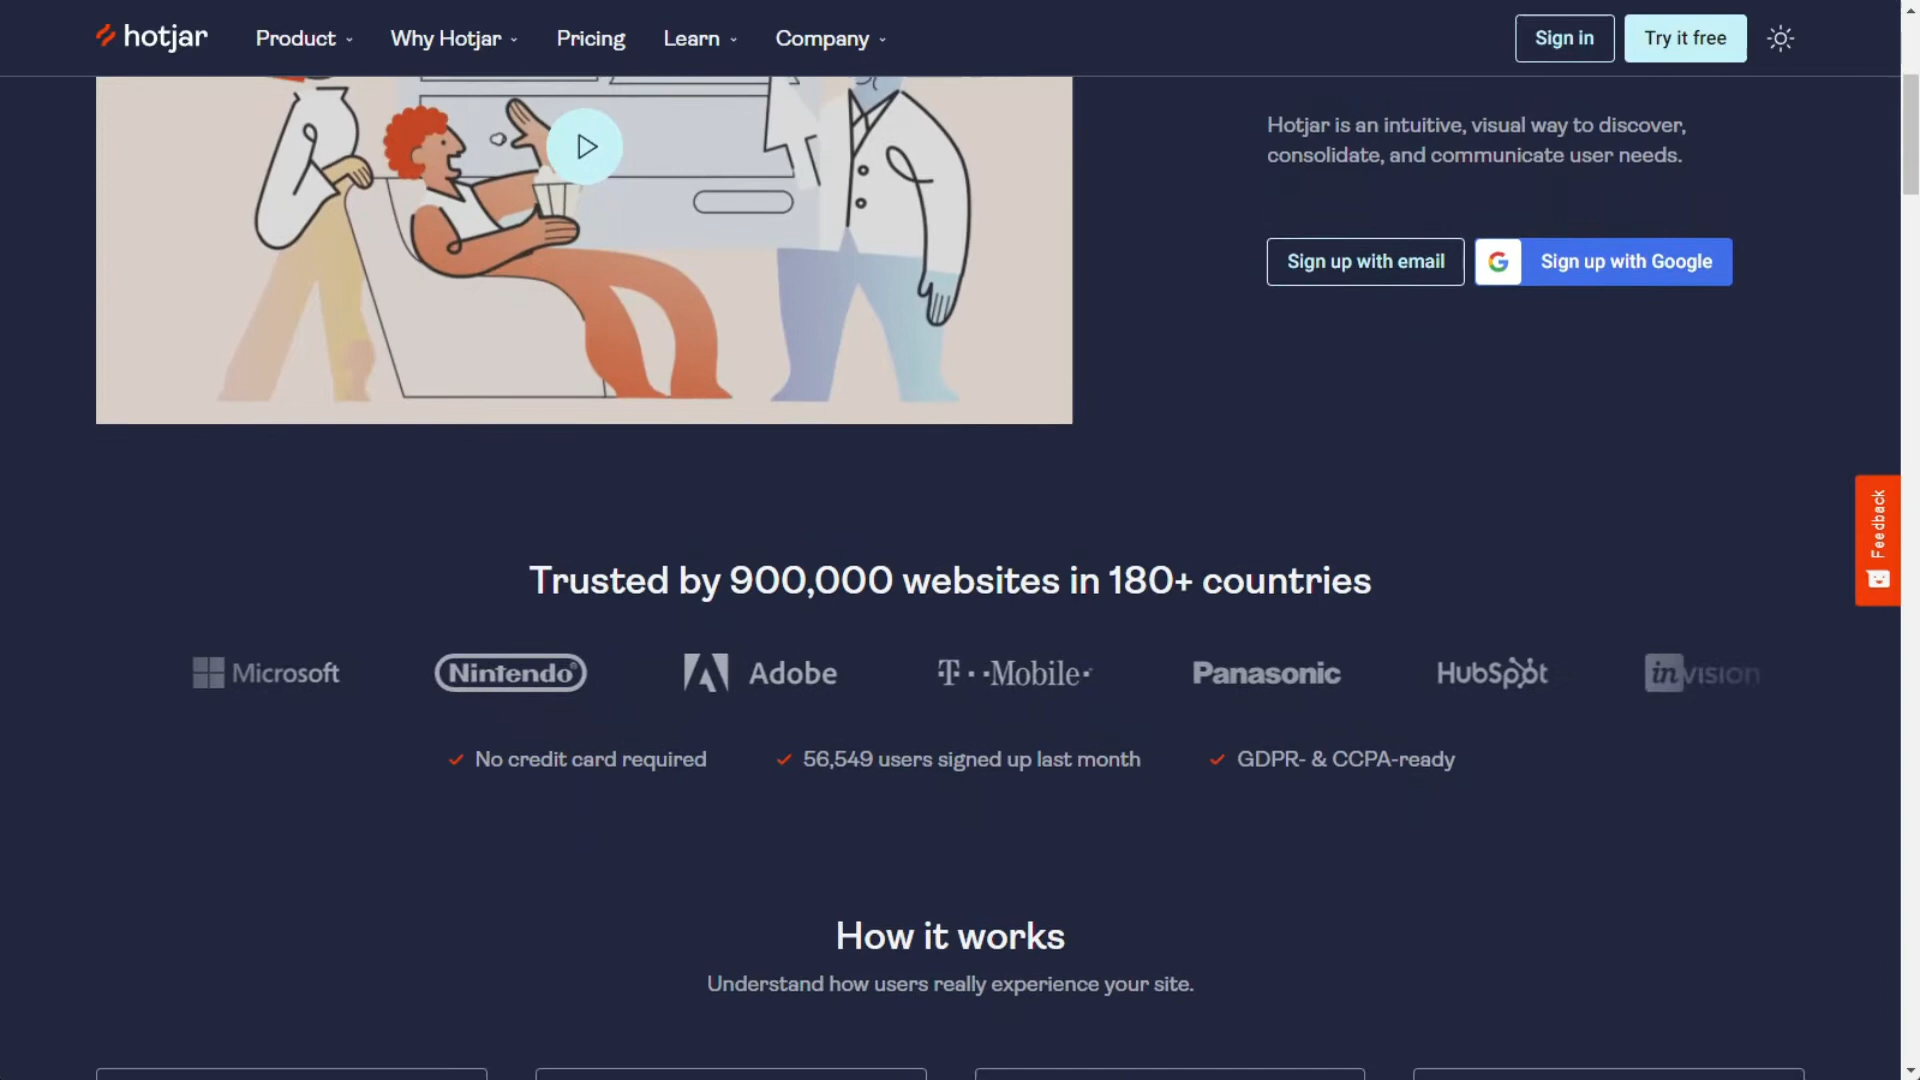 hotjar
Product
Why Hotjar
Pricing
Learn
Company
Sign in
Try it free
Hotjar is an intuitive, visual way to discover,
consolidate, and communicate user needs.
Sign up with email
Sign up with Google
Feedback
Trusted by 900,000 websites in 180+ countries
Microsoft
Nintendo®
Adobe
T··Mobile·
Panasonic
HubSpot
invision
No credit card required
56,549 users signed up last month
GDPR- & CCPA-ready
How it works
Understand how users really experience your site.